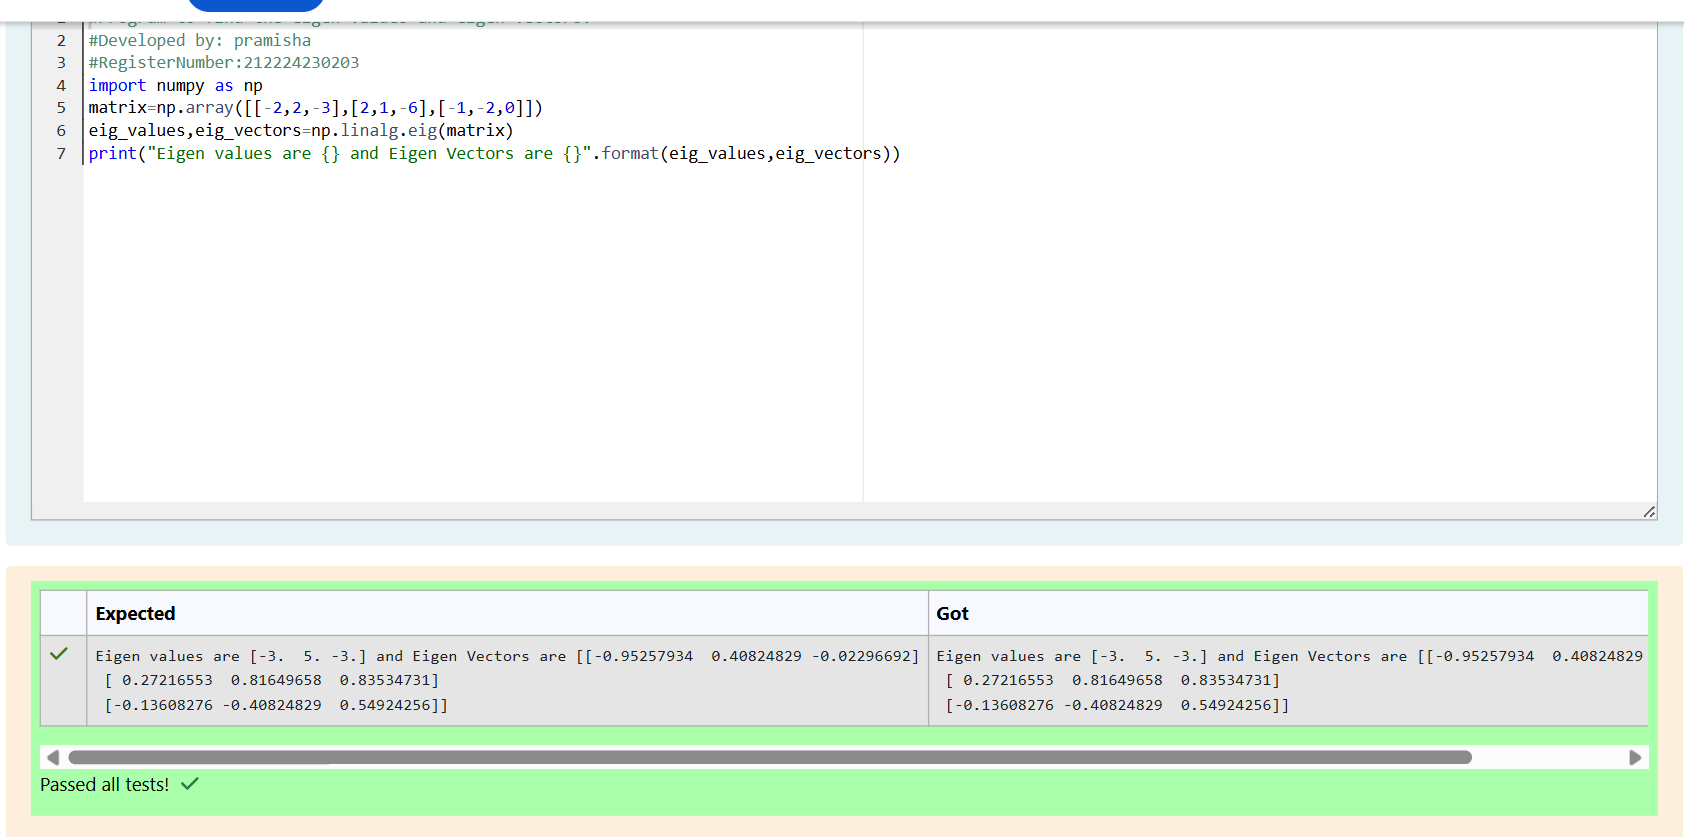 2 #Developed by: pramisha
3 #RegisterNumber:212224230203
4 import numpy as np
5 matrix=np.array([[-2,2,-3],[2,1,-6],[-1,-2,0]])
6 eig_values,eig_vectors=np.linalg.eig(matrix)
7 print("Eigen values are {} and Eigen Vectors are {}".format(eig_values,eig_vectors))
Expected Got
Eigen values are [-3.  5. -3.] and Eigen Vectors are [[-0.95257934  0.40824829 -0.02296692] Eigen values are [-3.  5. -3.] and Eigen Vectors are [[-0.95257934  0.40824829
[ 0.27216553  0.81649658  0.83534731] [ 0.27216553  0.81649658  0.83534731]
[-0.13608276 -0.40824829  0.54924256]] [-0.13608276 -0.40824829  0.54924256]]
Passed all tests!